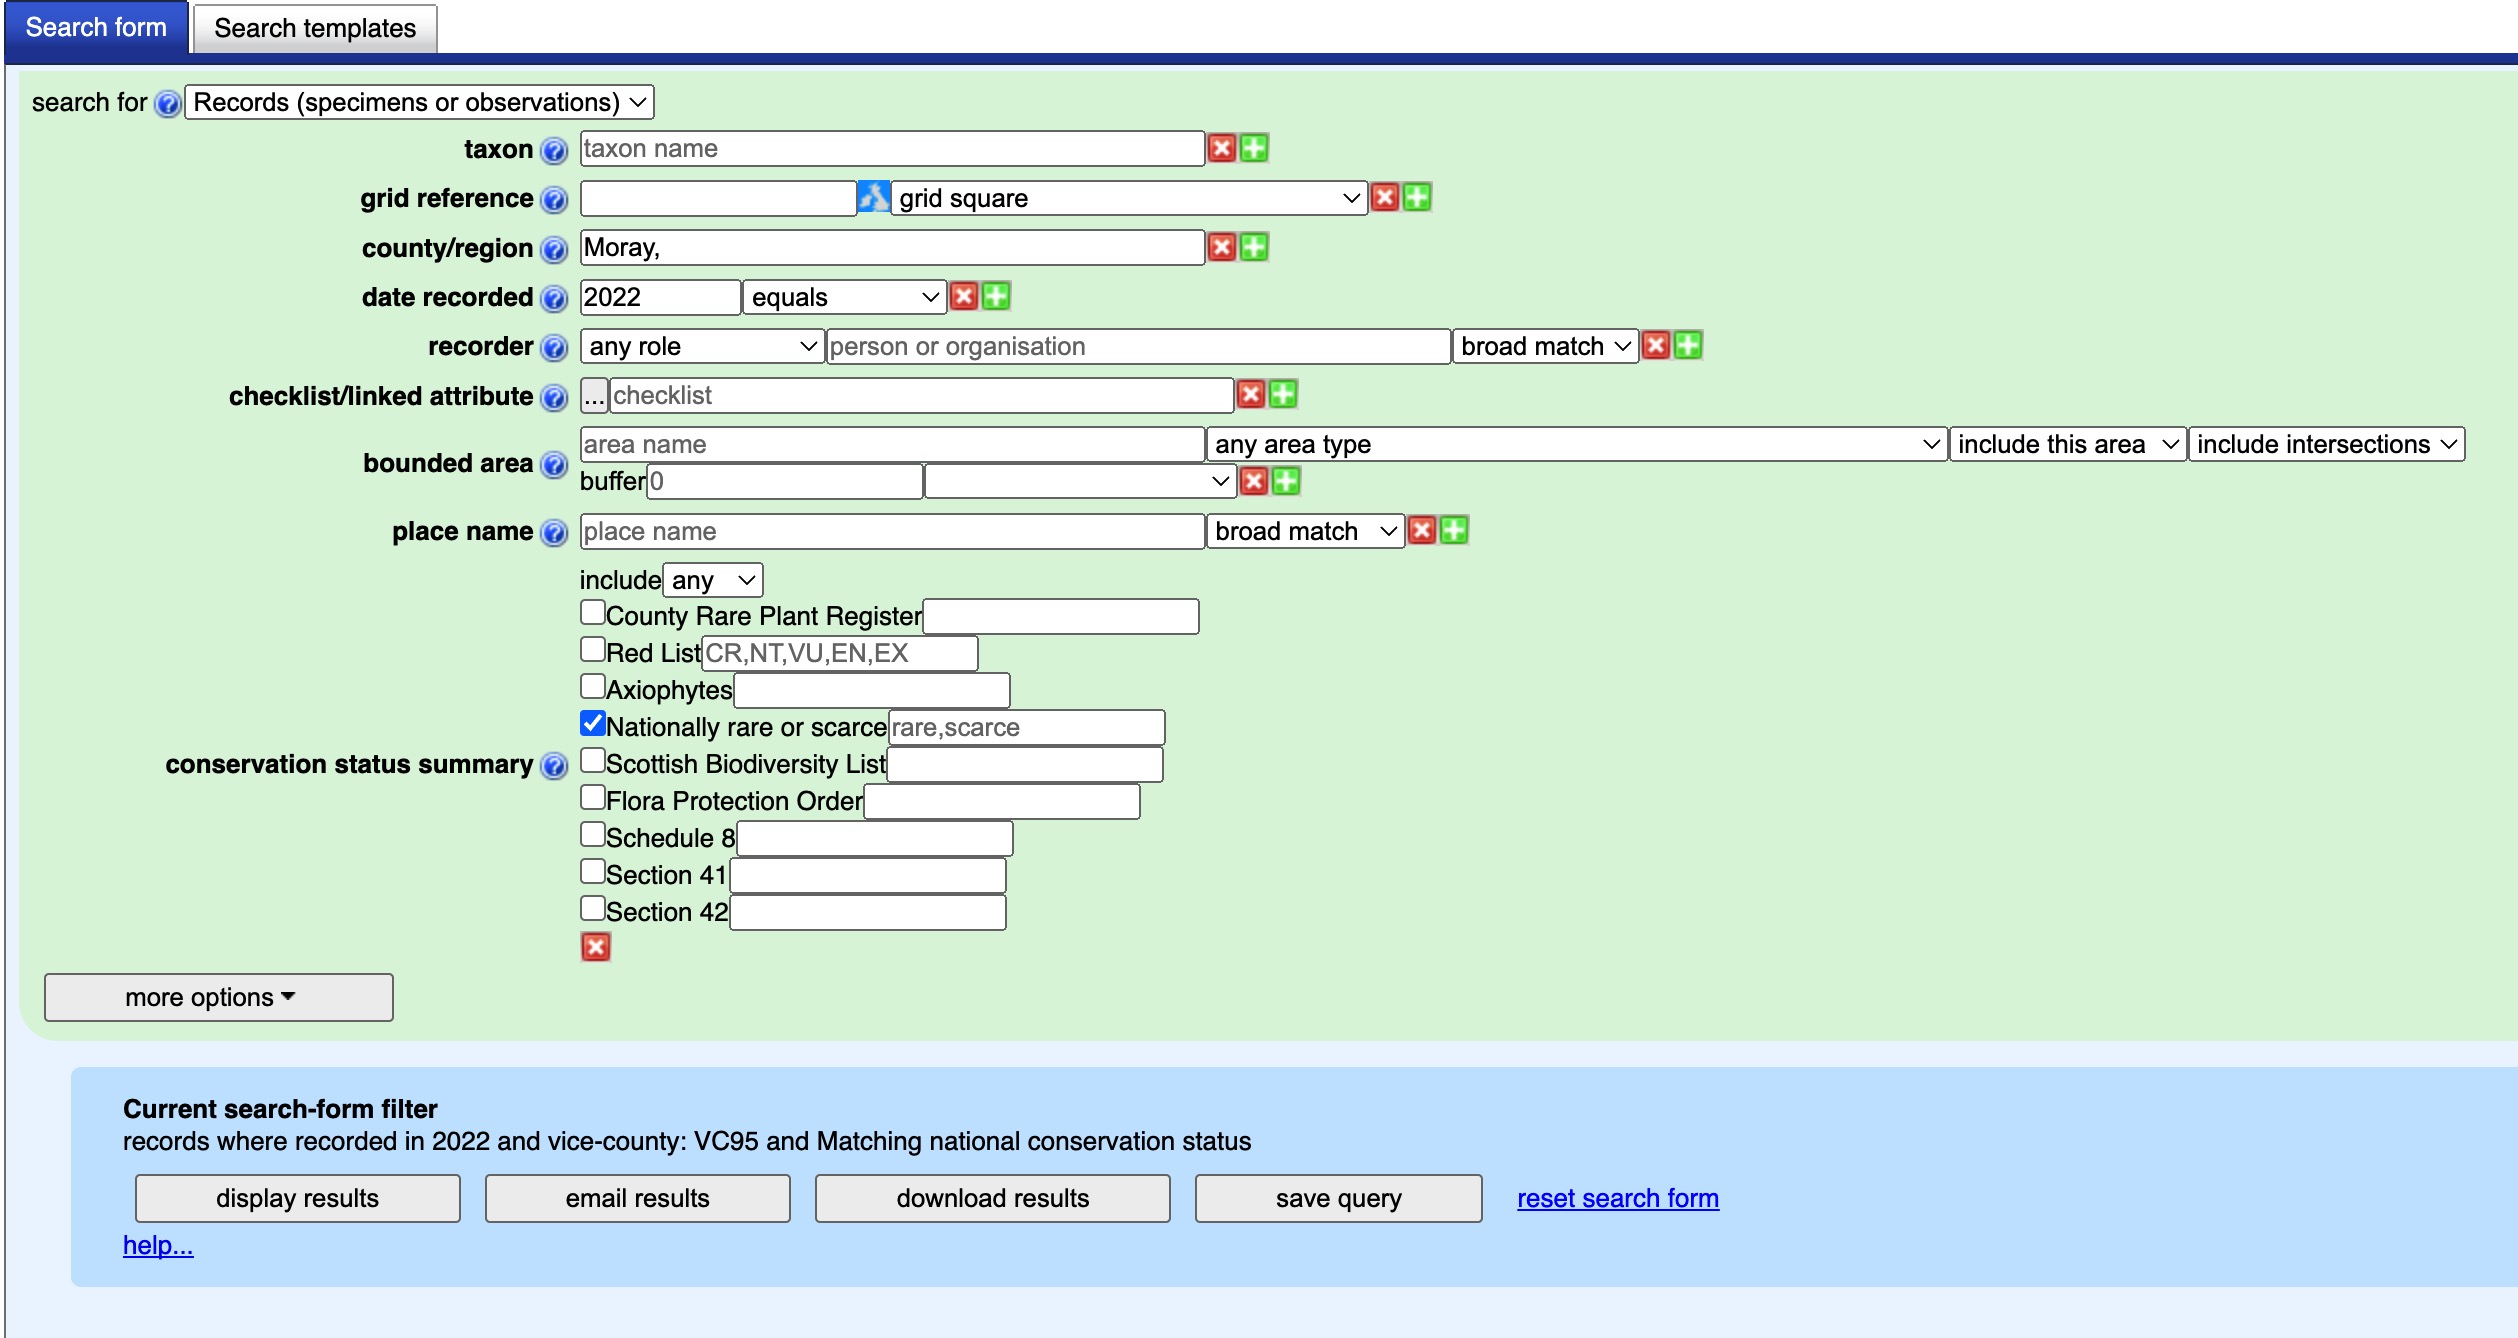 Search form Search templates
search for Records (specimens or observations)
taxon taxon name
grid reference grid square
county/region Moray,
date recorded 2022 equals
recorder any role person or organisation broad match
checklist/linked attribute ... checklist
bounded area area name any area type include this area include intersections
buffer 0
place name place name broad match
include any
County Rare Plant Register
Red List CR,NT,VU,EN,EX
Axiophytes
Nationally rare or scarce rare,scarce
conservation status summary Scottish Biodiversity List
Flora Protection Order
Schedule 8
Section 41
Section 42
more options
Current search-form filter
records where recorded in 2022 and vice-county: VC95 and Matching national conservation status
display results email results download results save query reset search form
help...